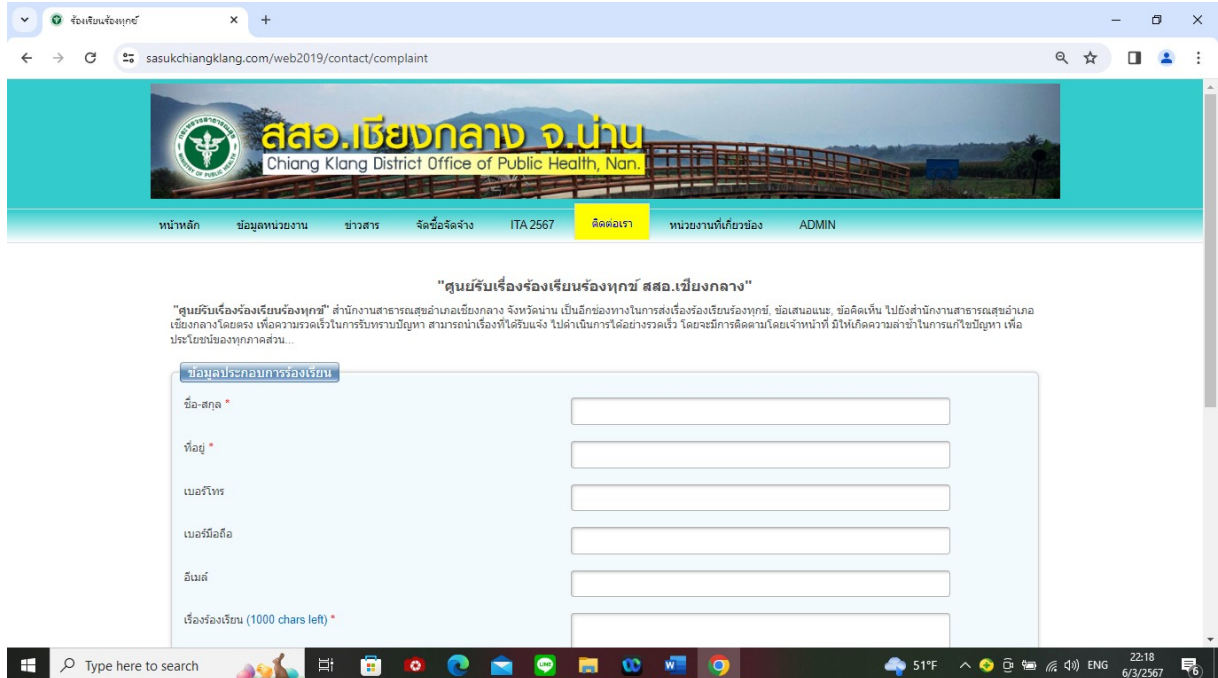 ร้องเรียนร้องทุกข์
sasukchiangklang.com/web2019/contact/complaint
สสอ.เชียงกลาง จ.น่าน
Chiang Klang District Office of Public Health, Nan.
กระทรวงสาธารณสุข
MINISTRY OF PUBLIC HEALTH
หน้าหลัก ข้อมูลหน่วยงาน ข่าวสาร จัดซื้อจัดจ้าง ITA 2567 ติดต่อเรา หน่วยงานที่เกี่ยวข้อง ADMIN
"ศูนย์รับเรื่องร้องเรียนร้องทุกข์ สสอ.เชียงกลาง"
"ศูนย์รับเรื่องร้องเรียนร้องทุกข์" สำนักงานสาธารณสุขอำเภอเชียงกลาง จังหวัดน่าน เป็นอีกช่องทางในการส่งเรื่องร้องเรียนร้องทุกข์, ข้อเสนอแนะ, ข้อคิดเห็น ไปยังสำนักงานสาธารณสุขอำเภอ
เชียงกลางโดยตรง เพื่อความรวดเร็วในการรับทราบปัญหา สามารถนำเรื่องที่ได้รับแจ้ง ไปดำเนินการได้อย่างรวดเร็ว โดยจะมีการติดตามโดยเจ้าหน้าที่ มิให้เกิดความล่าช้าในการแก้ไขปัญหา เพื่อ
ประโยชน์ของทุกภาคส่วน...
ข้อมูลประกอบการร้องเรียน
ชื่อ-สกุล *
ที่อยู่ *
เบอร์โทร
เบอร์มือถือ
อีเมล์
เรื่องร้องเรียน (1000 chars left) *
Type here to search
LINE
W
51°F
ENG
22:18
6/3/2567
6